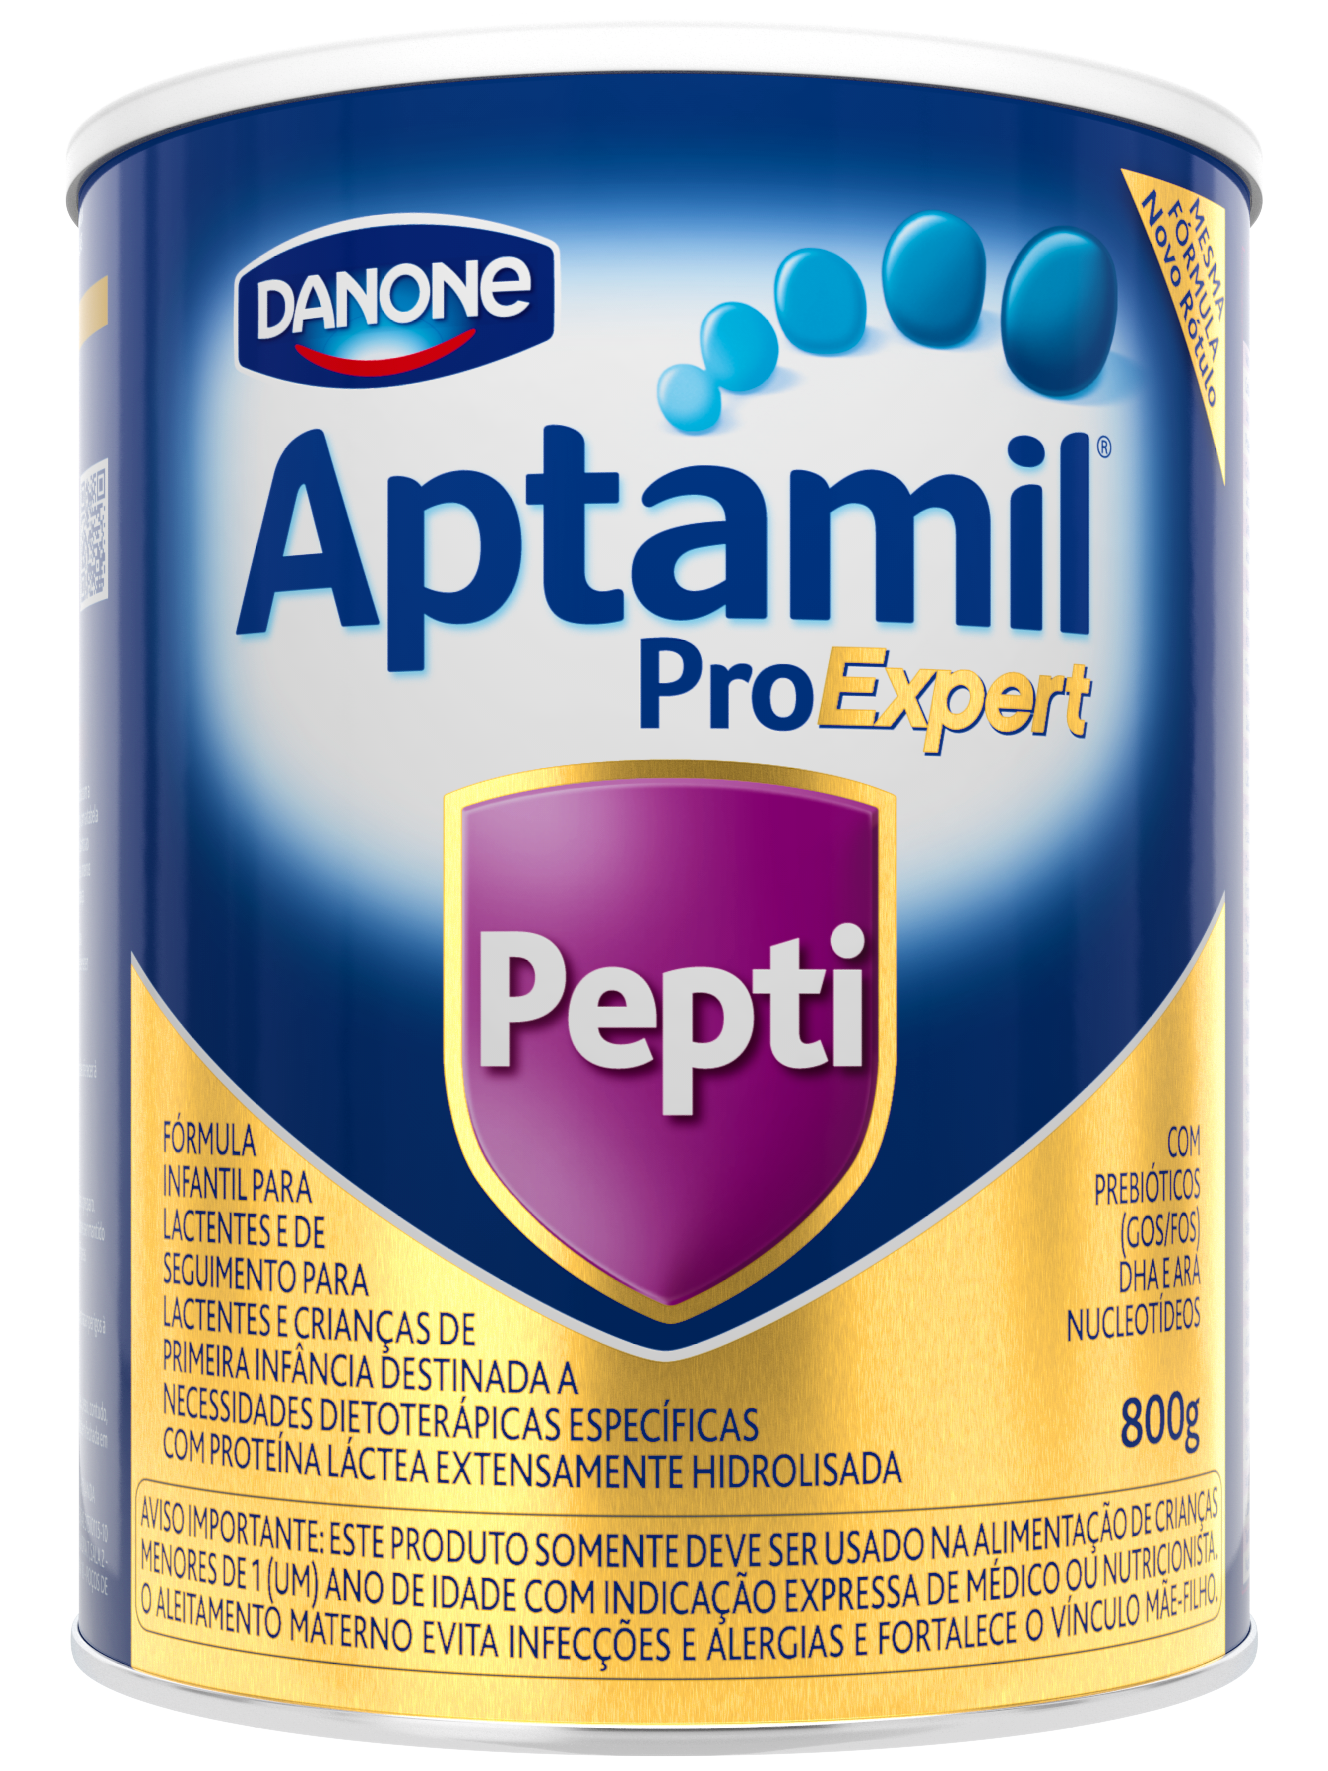 DANONE
MESMA
FÓRMULA
Novo Rótulo
Aptamil®
ProExpert
Pepti
FÓRMULA
INFANTIL PARA
LACTENTES E DE
SEGUIMENTO PARA
LACTENTES E CRIANÇAS DE
PRIMEIRA INFÂNCIA DESTINADA A
NECESSIDADES DIETOTERÁPICAS ESPECÍFICAS
COM PROTEÍNA LÁCTEA EXTENSAMENTE HIDROLISADA
COM
PREBIÓTICOS
(GOS/FOS)
DHA E ARA
NUCLEOTÍDEOS
800g
AVISO IMPORTANTE: ESTE PRODUTO SOMENTE DEVE SER USADO NA ALIMENTAÇÃO DE CRIANÇAS
MENORES DE 1 (UM) ANO DE IDADE COM INDICAÇÃO EXPRESSA DE MÉDICO OU NUTRICIONISTA.
O ALEITAMENTO MATERNO EVITA INFECÇÕES E ALERGIAS E FORTALECE O VÍNCULO MÃE-FILHO.